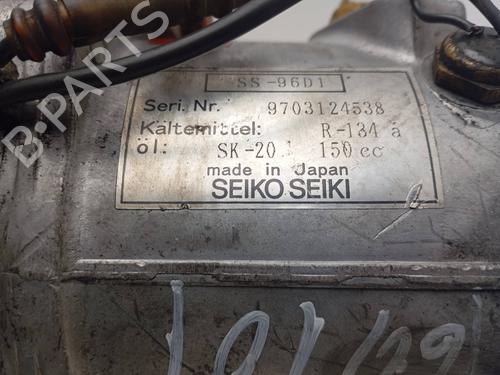 SS-96D1
Seri. Nr. 9703124538
Kältemittel: R-134 a
öl: SK-20 150 cc
made in Japan
SEIKO SEIKI
B-PARTS